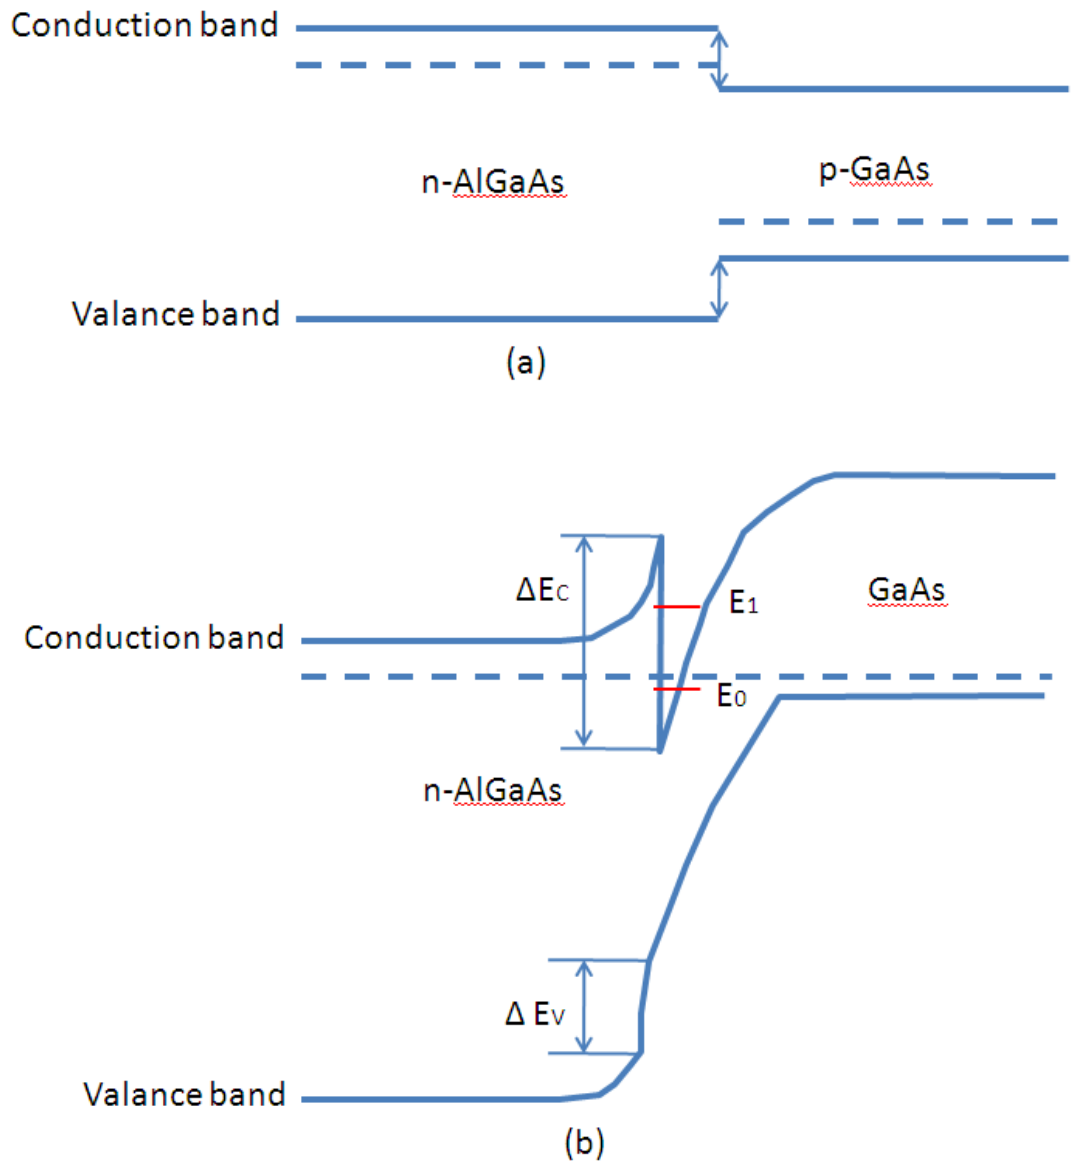 Conduction band
n-AlGaAs
p-GaAs
Valance band
(a)
ΔEC
E1
GaAs
Conduction band
E0
n-AlGaAs
Δ EV
Valance band
(b)